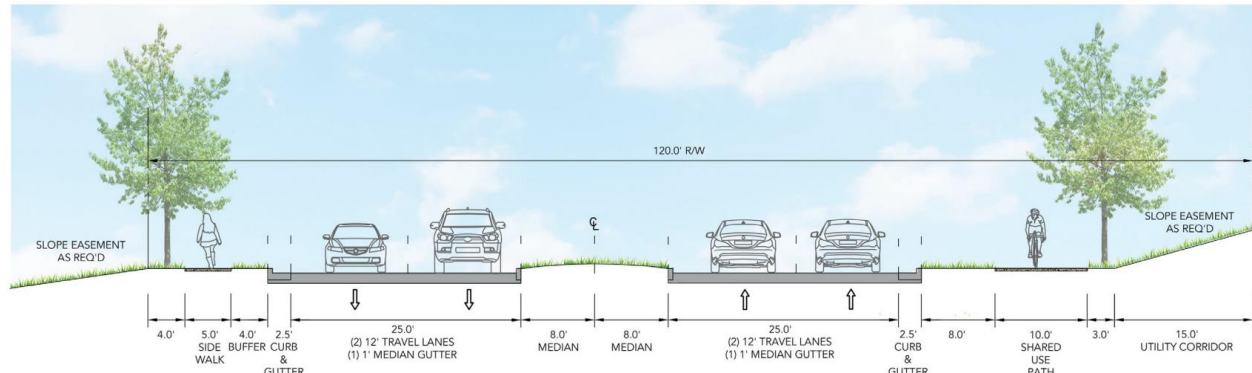 120.0' R/W
℄
SLOPE EASEMENT
AS REQ'D
SLOPE EASEMENT
AS REQ'D
4.0'
5.0'
SIDE
WALK
4.0'
BUFFER
2.5'
CURB
&
GUTTER
25.0'
(2) 12' TRAVEL LANES
(1) 1' MEDIAN GUTTER
8.0'
MEDIAN
8.0'
MEDIAN
25.0'
(2) 12' TRAVEL LANES
(1) 1' MEDIAN GUTTER
2.5'
CURB
&
GUTTER
8.0'
10.0'
SHARED
USE
PATH
3.0'
15.0'
UTILITY CORRIDOR